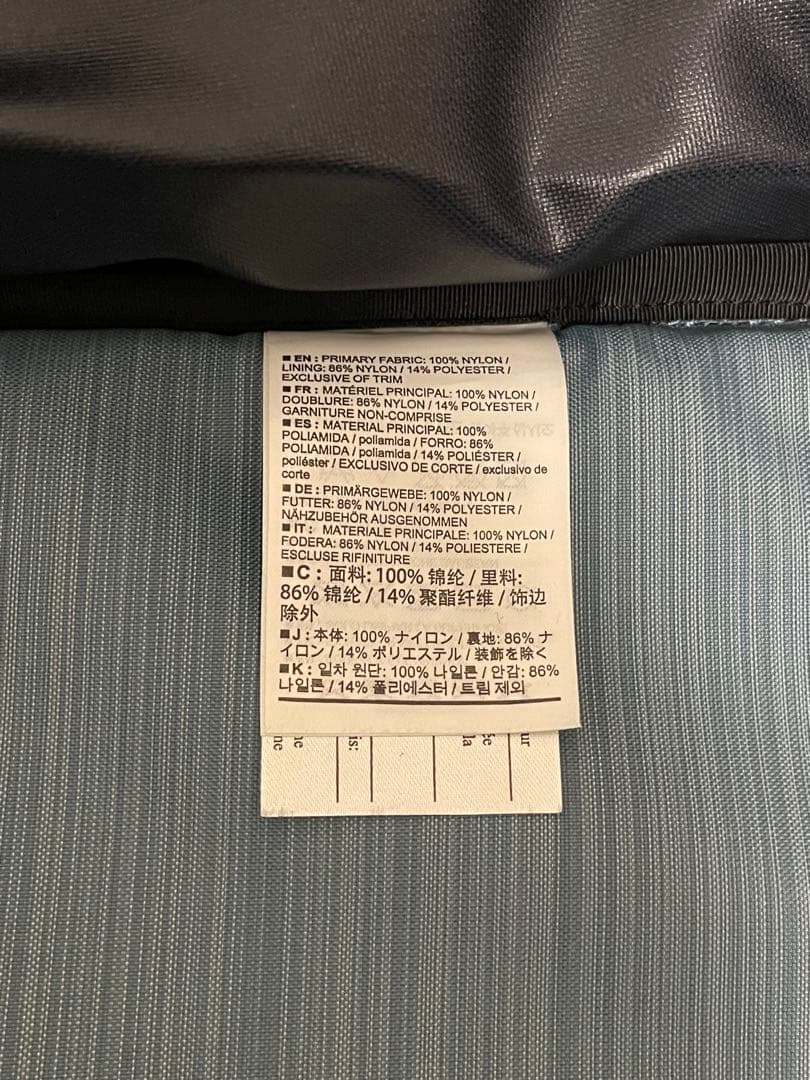 ■ EN : PRIMARY FABRIC: 100% NYLON /
LINING: 86% NYLON / 14% POLYESTER /
EXCLUSIVE OF TRIM
■ FR : MATÉRIEL PRINCIPAL: 100% NYLON /
DOUBLURE: 86% NYLON / 14% POLYESTER /
GARNITURE NON-COMPRISE
■ ES : MATERIAL PRINCIPAL: 100%
POLIAMIDA / poliamida / FORRO: 86%
POLIAMIDA / poliamida / 14% POLIÉSTER /
poliéster / EXCLUSIVO DE CORTE / exclusivo de
corte
■ DE : PRIMÄRGEWEBE: 100% NYLON /
FUTTER: 86% NYLON / 14% POLYESTER /
NÄHZUBEHÖR AUSGENOMMEN
■ IT : MATERIALE PRINCIPALE: 100% NYLON /
FODERA: 86% NYLON / 14% POLIESTERE /
ESCLUSE RIFINITURE
■ C : 面料: 100% 锦纶 / 里料:
86% 锦纶 / 14% 聚酯纤维 / 饰边
除外
■ J : 本体: 100% ナイロン / 裏地: 86% ナ
イロン / 14% ポリエステル / 装飾を除く
■ K : 일차 원단: 100% 나일론 / 안감: 86%
나일론 / 14% 폴리에스터 / 트림 제외
is:
la